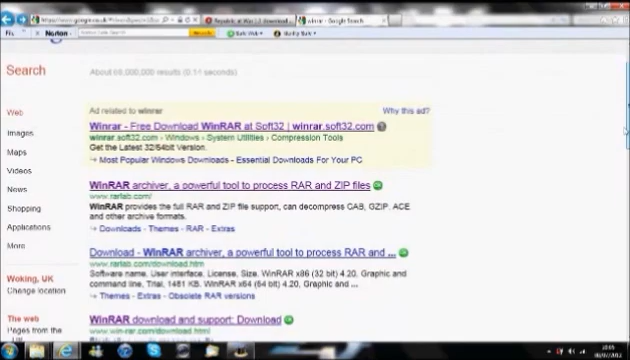 winrar - Google Search
Norton
Search
About 66,000,000 results (0.11 seconds)
Web
Images
Maps
Videos
News
Shopping
Applications
More
Woking, UK
Change location
The web
Pages from the
Ad related to winrar
Why this ad?
Winrar - Free Download WinRAR at Soft32 | winrar.soft32.com
winrar.soft32.com › Windows › System Utilities › Compression Tools
Get the Latest 32/64bit Version.
Most Popular Windows Downloads - Essential Downloads For Your PC
WinRAR archiver, a powerful tool to process RAR and ZIP files
www.rarlab.com/
WinRAR provides the full RAR and ZIP file support, can decompress CAB, GZIP, ACE
and other archive formats.
Downloads - Themes - RAR - Extras
Download - WinRAR archiver, a powerful tool to process RAR and ...
www.rarlab.com/download.htm
Software name, User interface, License, Size. WinRAR x86 (32 bit) 4.20, Graphic and
command line, Trial, 1481 KB. WinRAR x64 (64 bit) 4.20, Graphic and ...
Themes - Extras - Obsolete RAR versions
WinRAR download and support: Download
www.win-rar.com/download.html